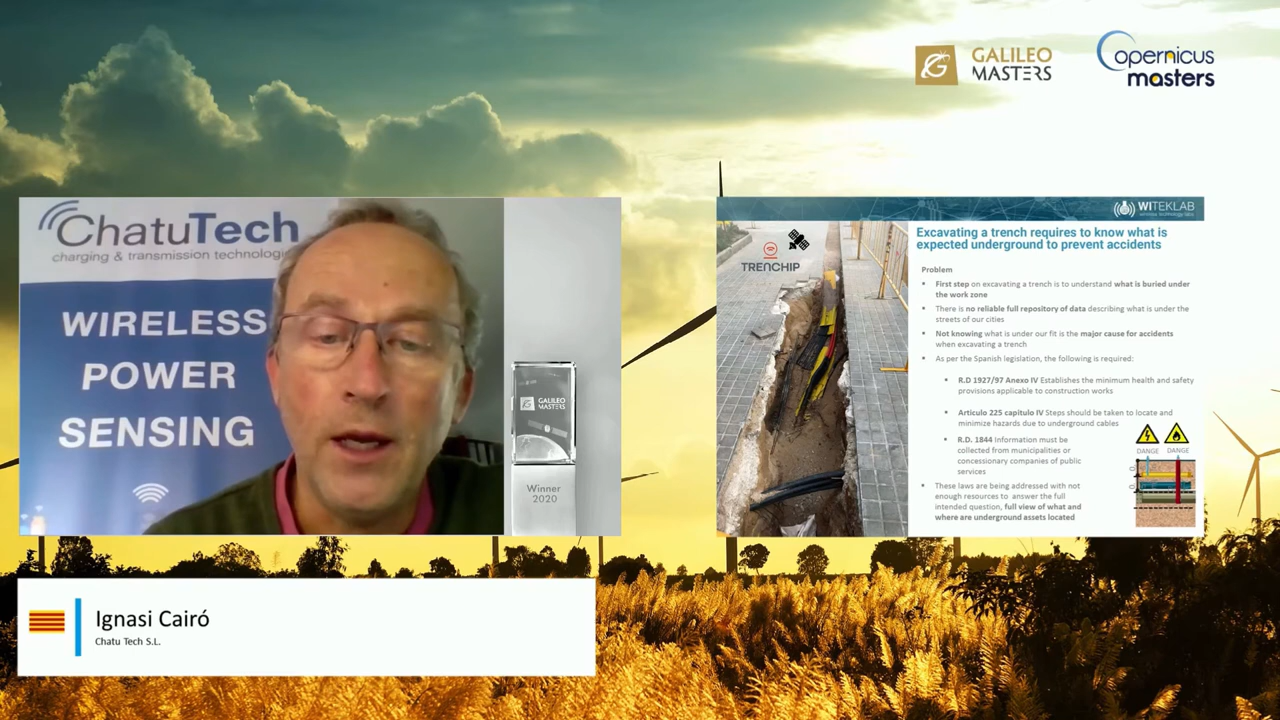 GALILEO
MASTERS
Copernicus
masters
ChatuTech
charging & transmission technologi
WIRELESS
POWER
SENSING
GALILEO
MASTERS
Winner
2020
TRENCHIP
WITEKLAB
wireless technology labs
Excavating a trench requires to know what is
expected underground to prevent accidents
Problem
• First step on excavating a trench is to understand what is buried under
the work zone
• There is no reliable full repository of data describing what is under the
streets of our cities
• Not knowing what is under our fit is the major cause for accidents
when excavating a trench
• As per the Spanish legislation, the following is required:
• R.D 1927/97 Anexo IV Establishes the minimum health and safety
provisions applicable to construction works
• Artículo 225 capítulo IV Steps should be taken to locate and
minimize hazards due to underground cables
• R.D. 1844 Information must be
collected from municipalities or
concessionary companies of public
services
• These laws are being addressed with not
enough resources to answer the full
intended question, full view of what and
where are underground assets located
DANGE
DANGE
Ignasi Cairó
Chatu Tech S.L.